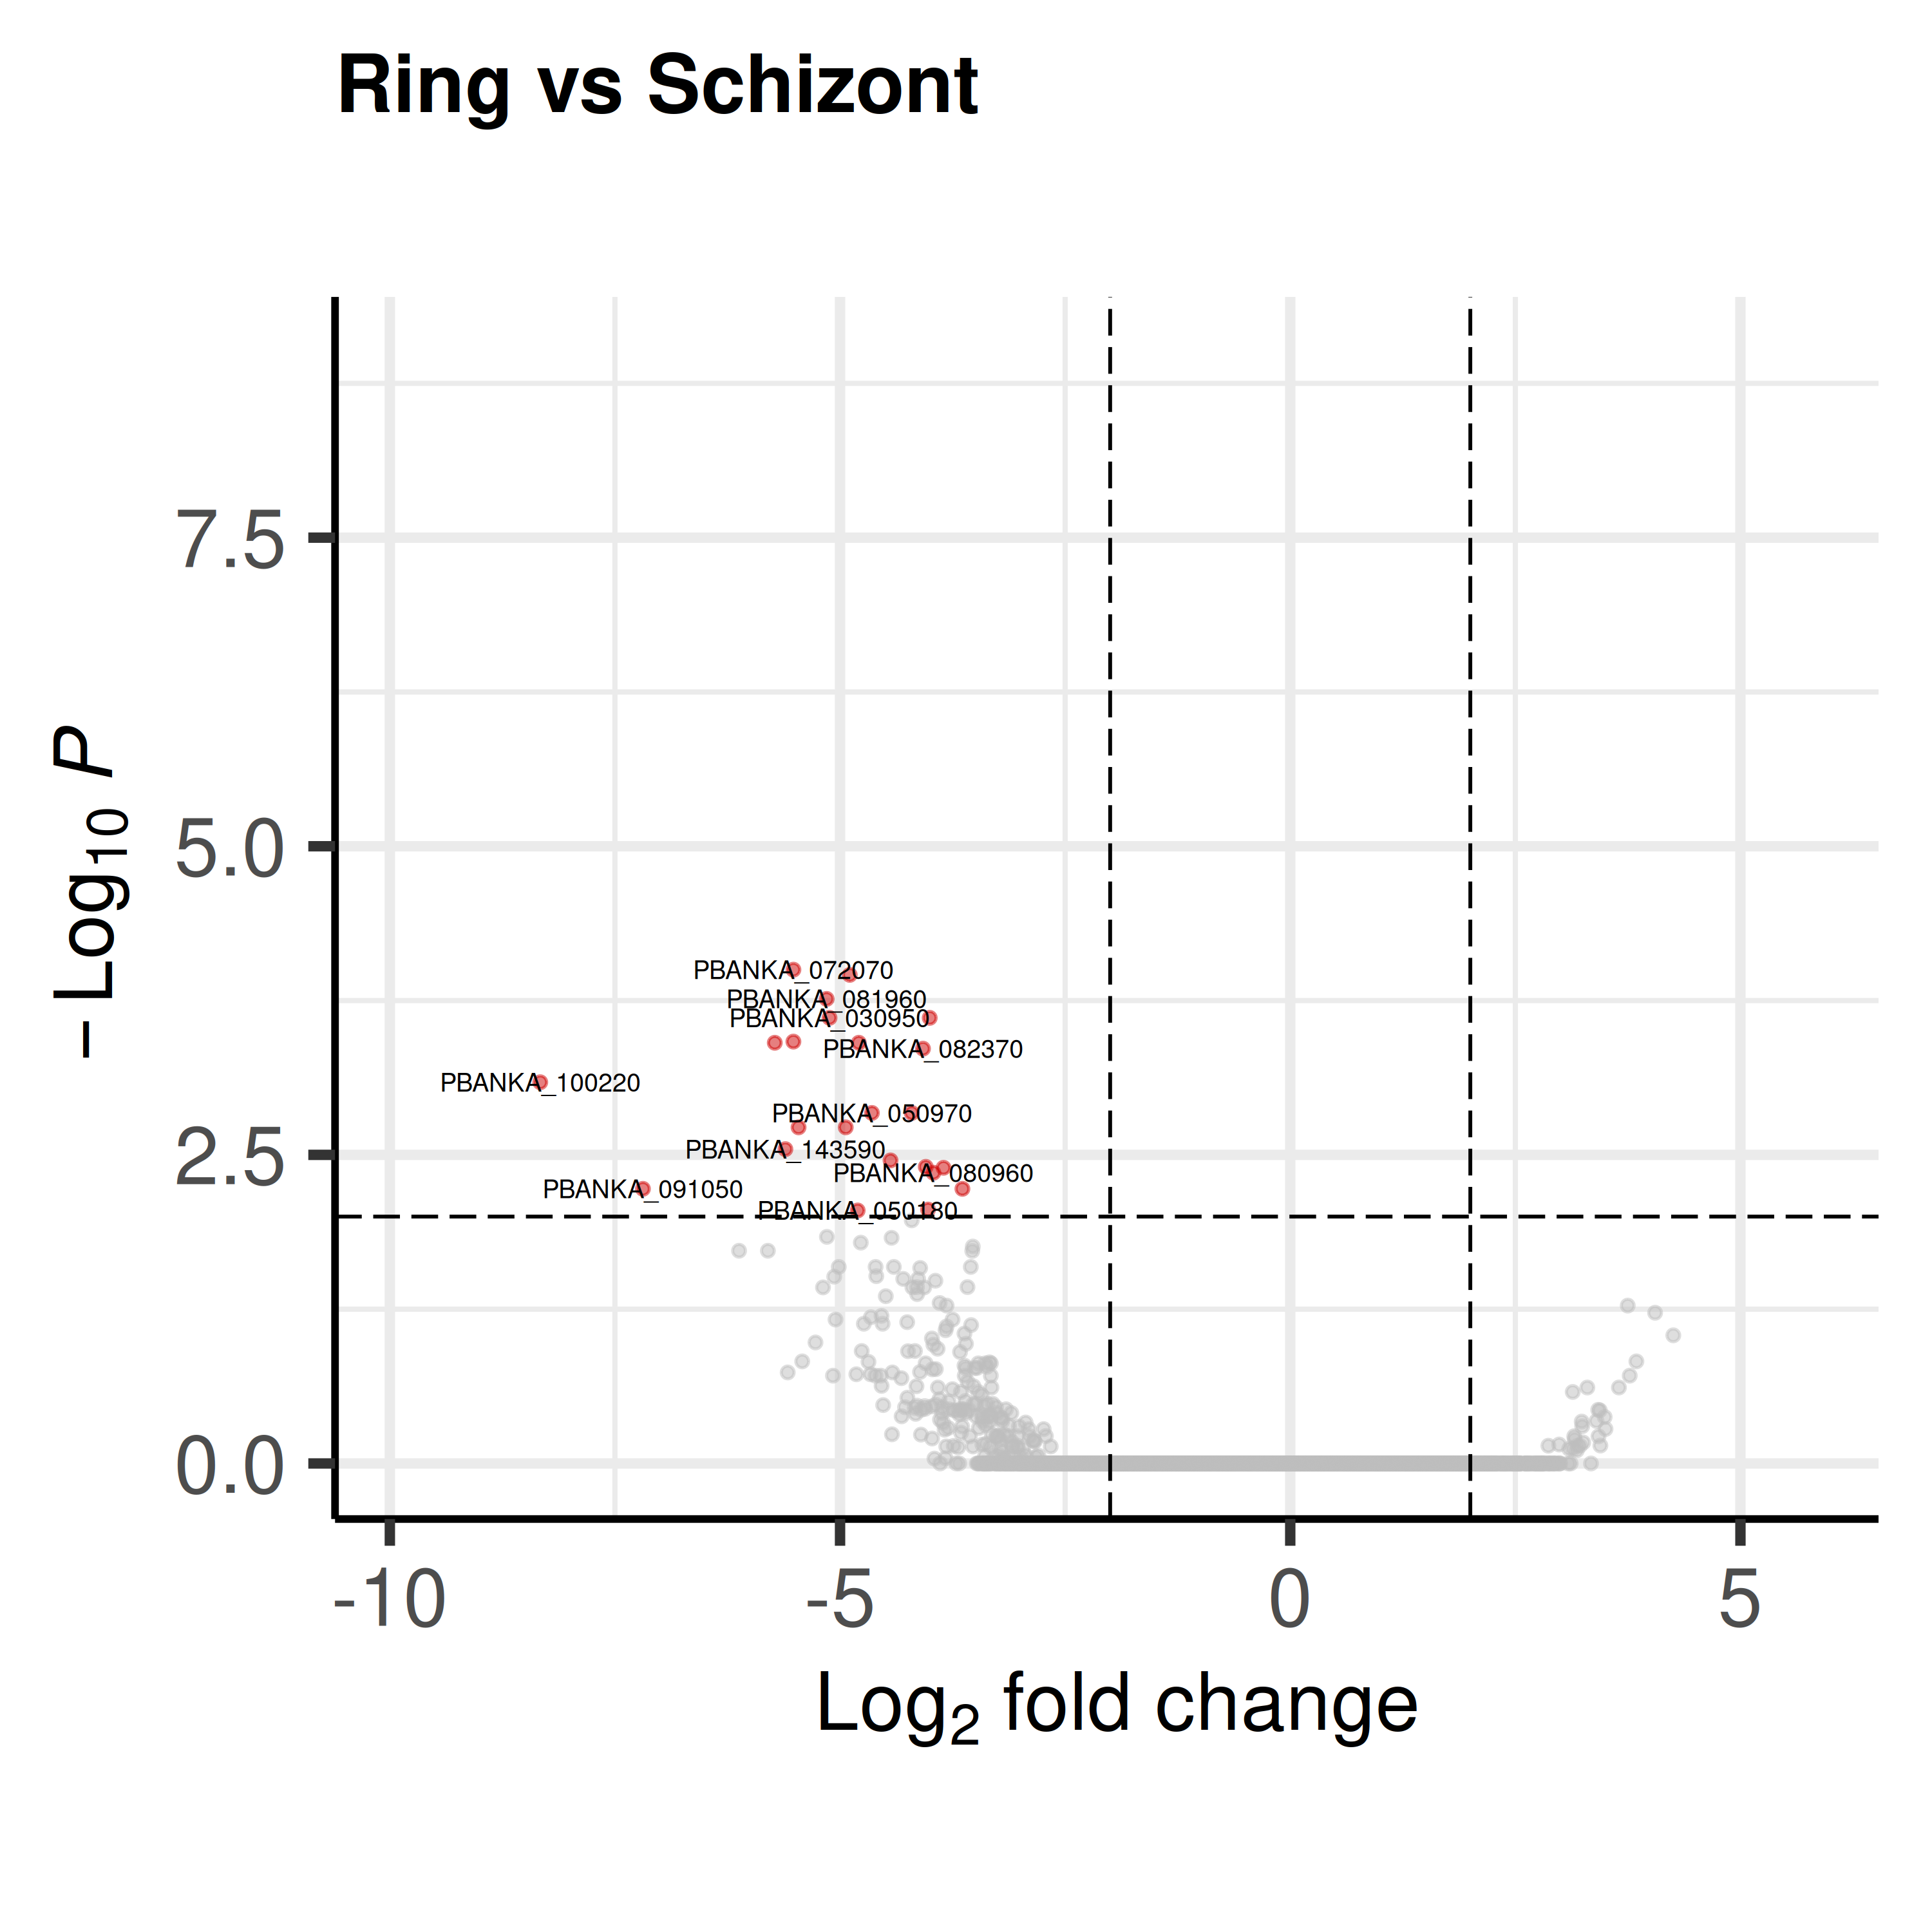 Ring vs Schizont
− Log10 P
7.5
5.0
2.5
0.0
PBANKA_072070
PBANKA_081960
PBANKA_030950
PBANKA_082370
PBANKA_100220
PBANKA_050970
PBANKA_143590
PBANKA_080960
PBANKA_091050
PBANKA_050180
-10 -5 0 5
Log2 fold change